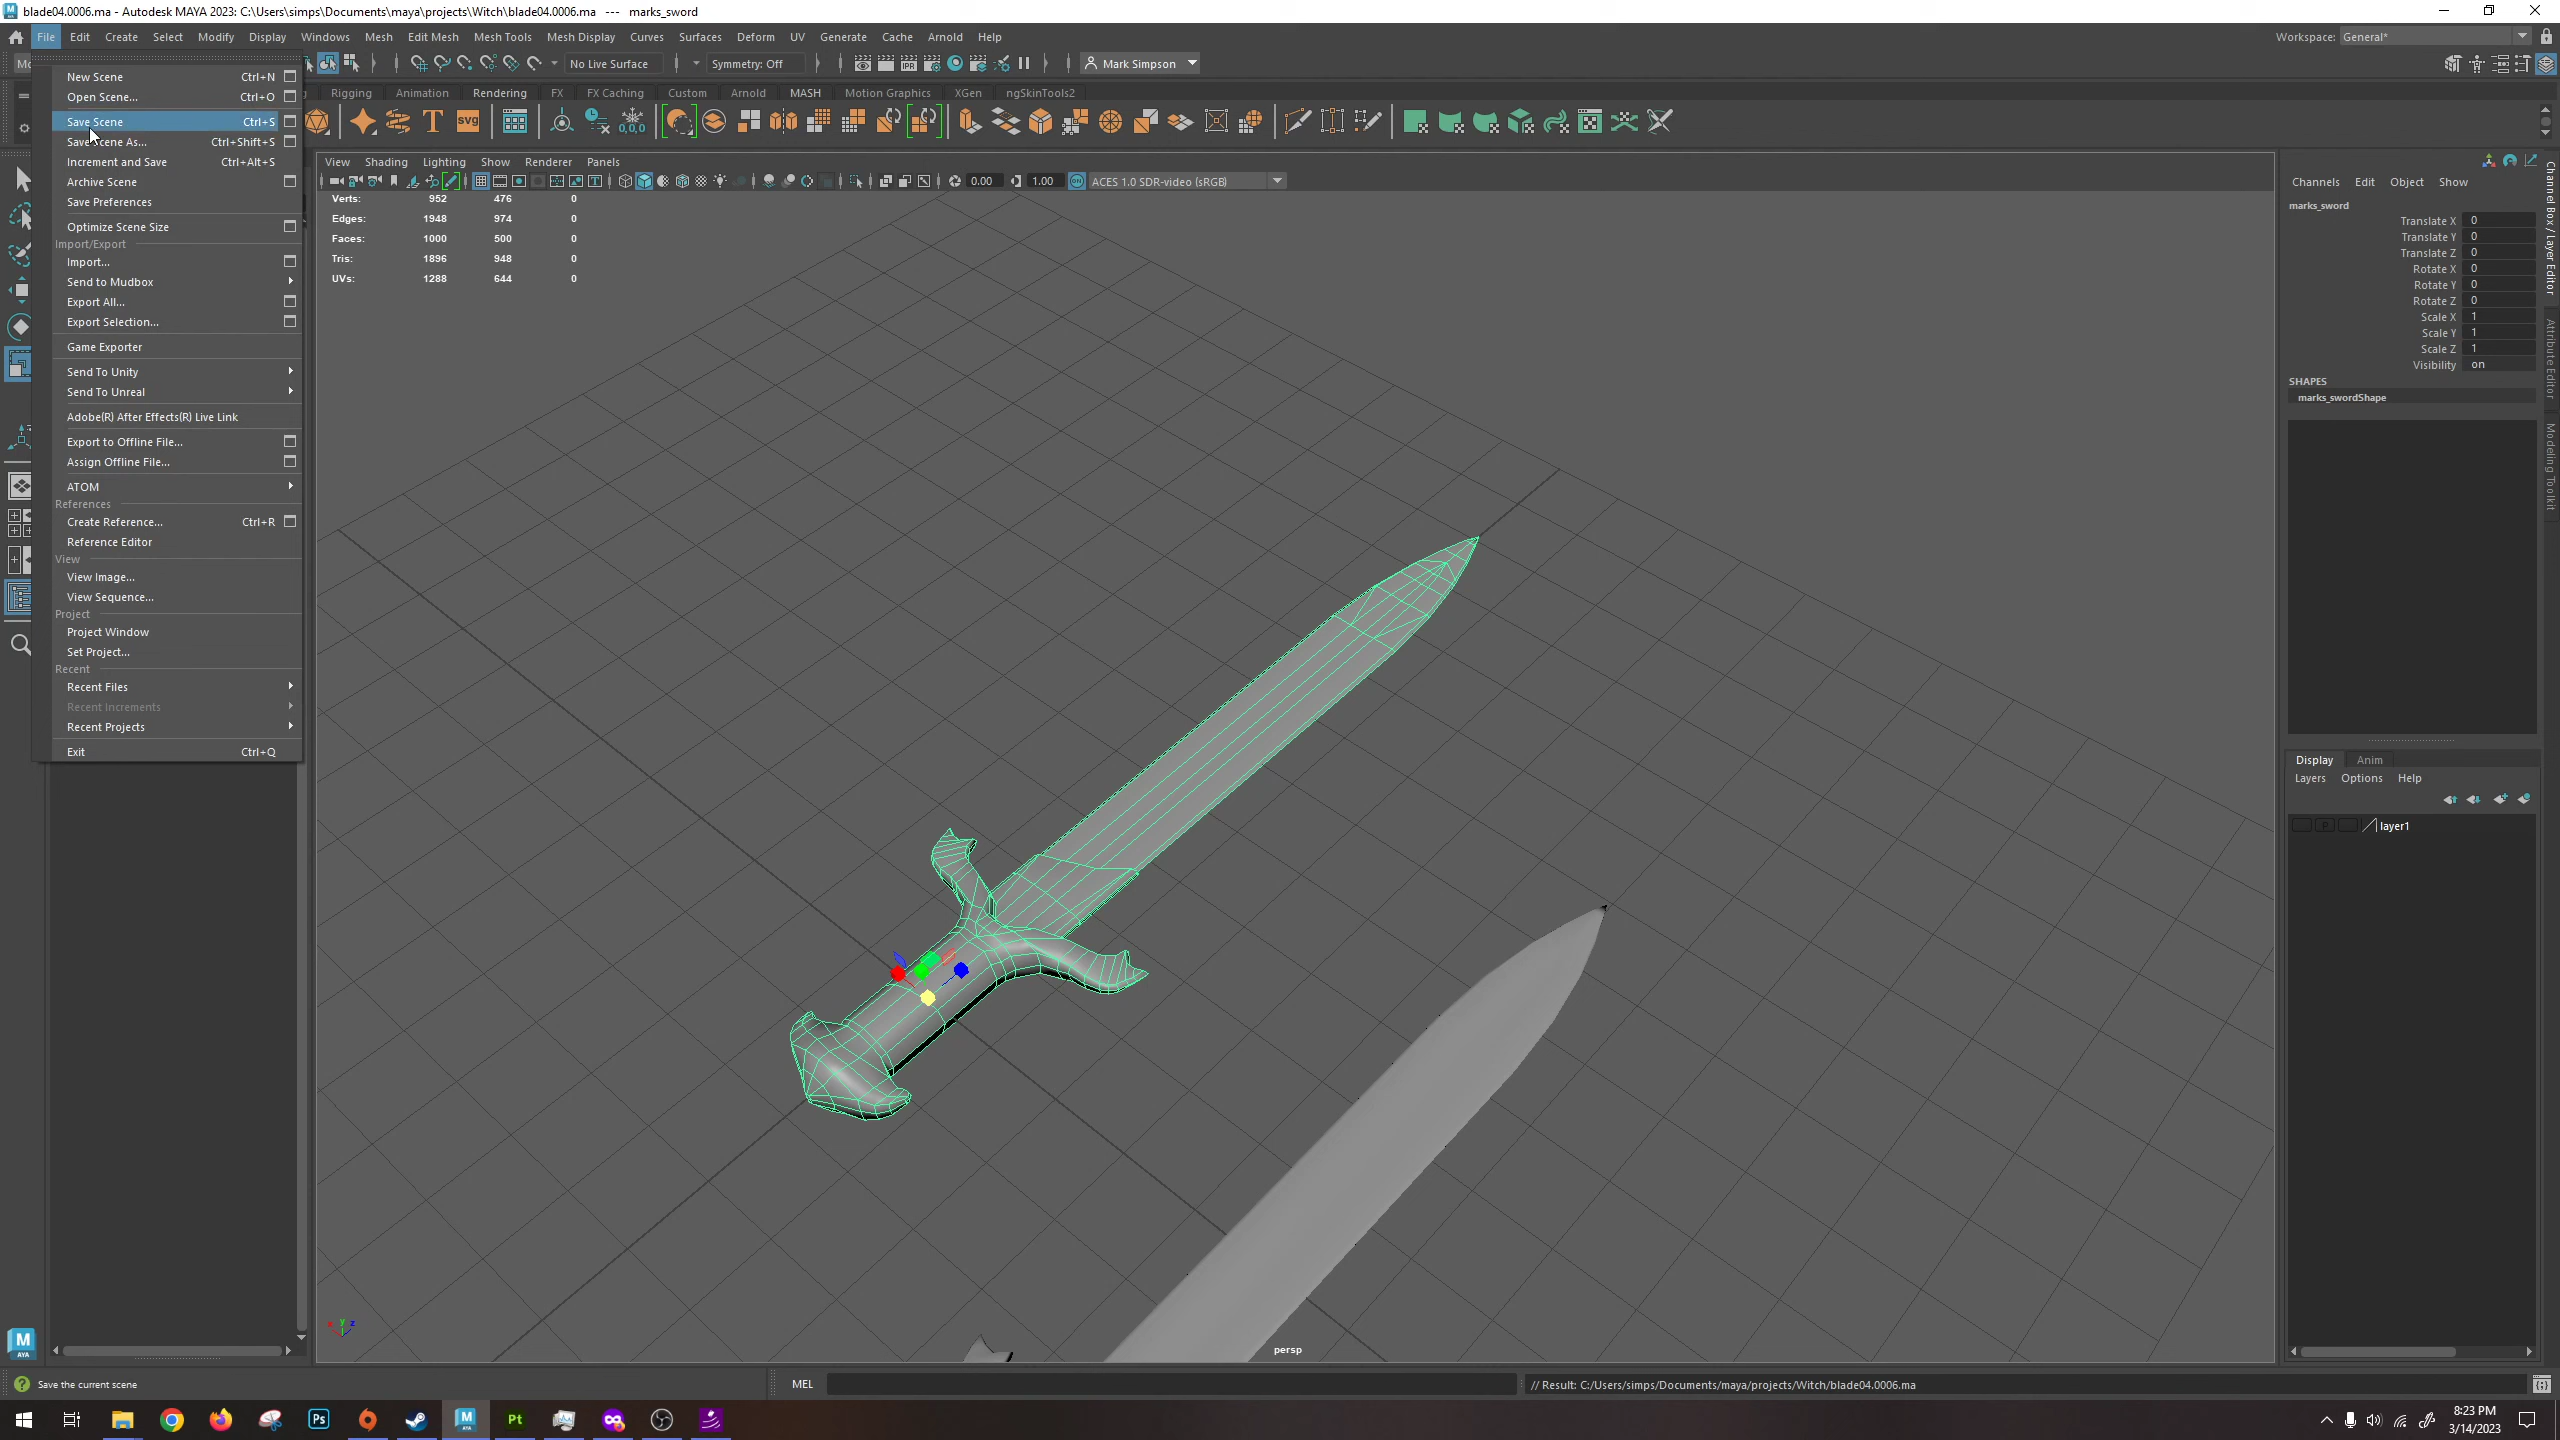 blade04.0006.ma - Autodesk MAYA 2023: C:\Users\simps\Documents\maya\projects\Witch\blade04.0006.ma --- marks_sword
File Edit Create Select Modify Display Windows Mesh Edit Mesh Mesh Tools Mesh Display Curves Surfaces Deform UV Generate Cache Arnold Help
Workspace: General*
No Live Surface Symmetry: Off Mark Simpson
Rigging Animation Rendering FX FX Caching Custom Arnold MASH Motion Graphics XGen ngSkinTools2
New Scene Ctrl+N
Open Scene... Ctrl+O
Save Scene Ctrl+S
Save Scene As... Ctrl+Shift+S
Increment and Save Ctrl+Alt+S
Archive Scene
Save Preferences
Optimize Scene Size
Import/Export
Import...
Send to Mudbox
Export All...
Export Selection...
Game Exporter
Send To Unity
Send To Unreal
Adobe(R) After Effects(R) Live Link
Export to Offline File...
Assign Offline File...
ATOM
References
Create Reference... Ctrl+R
Reference Editor
View
View Image...
View Sequence...
Project
Project Window
Set Project...
Recent
Recent Files
Recent Increments
Recent Projects
Exit Ctrl+Q
View Shading Lighting Show Renderer Panels
0.00 1.00 ACES 1.0 SDR-video (sRGB)
Verts: 952 476 0
Edges: 1948 974 0
Faces: 1000 500 0
Tris: 1896 948 0
UVs: 1288 644 0
persp
Channels Edit Object Show
marks_sword
Translate X 0
Translate Y 0
Translate Z 0
Rotate X 0
Rotate Y 0
Rotate Z 0
Scale X 1
Scale Y 1
Scale Z 1
Visibility on
SHAPES
marks_swordShape
Channel Box / Layer Editor
Attribute Editor
Modeling Toolkit
Display Anim
Layers Options Help
layer1
Save the current scene
MEL
// Result: C:/Users/simps/Documents/maya/projects/Witch/blade04.0006.ma
8:23 PM
3/14/2023